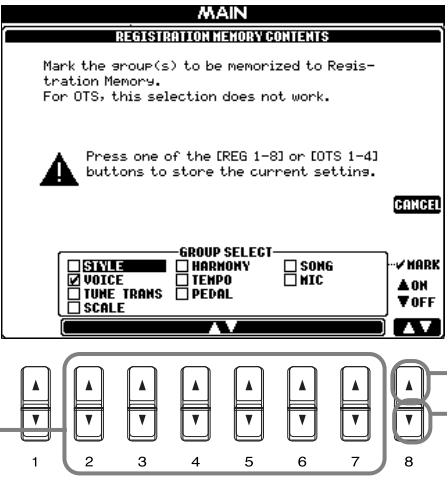 MAIN
REGISTRATION MEMORY CONTENTS
Mark the group(s) to be memorized to Regis-
tration Memory.
For OTS, this selection does not work.
Press one of the [REG 1-8] or [OTS 1-4]
buttons to store the current setting.
CANCEL
GROUP SELECT
STYLE HARMONY SONG
VOICE TEMPO MIC
TUNE TRANS PEDAL
SCALE
MARK
▲ON
▼OFF
1 2 3 4 5 6 7 8